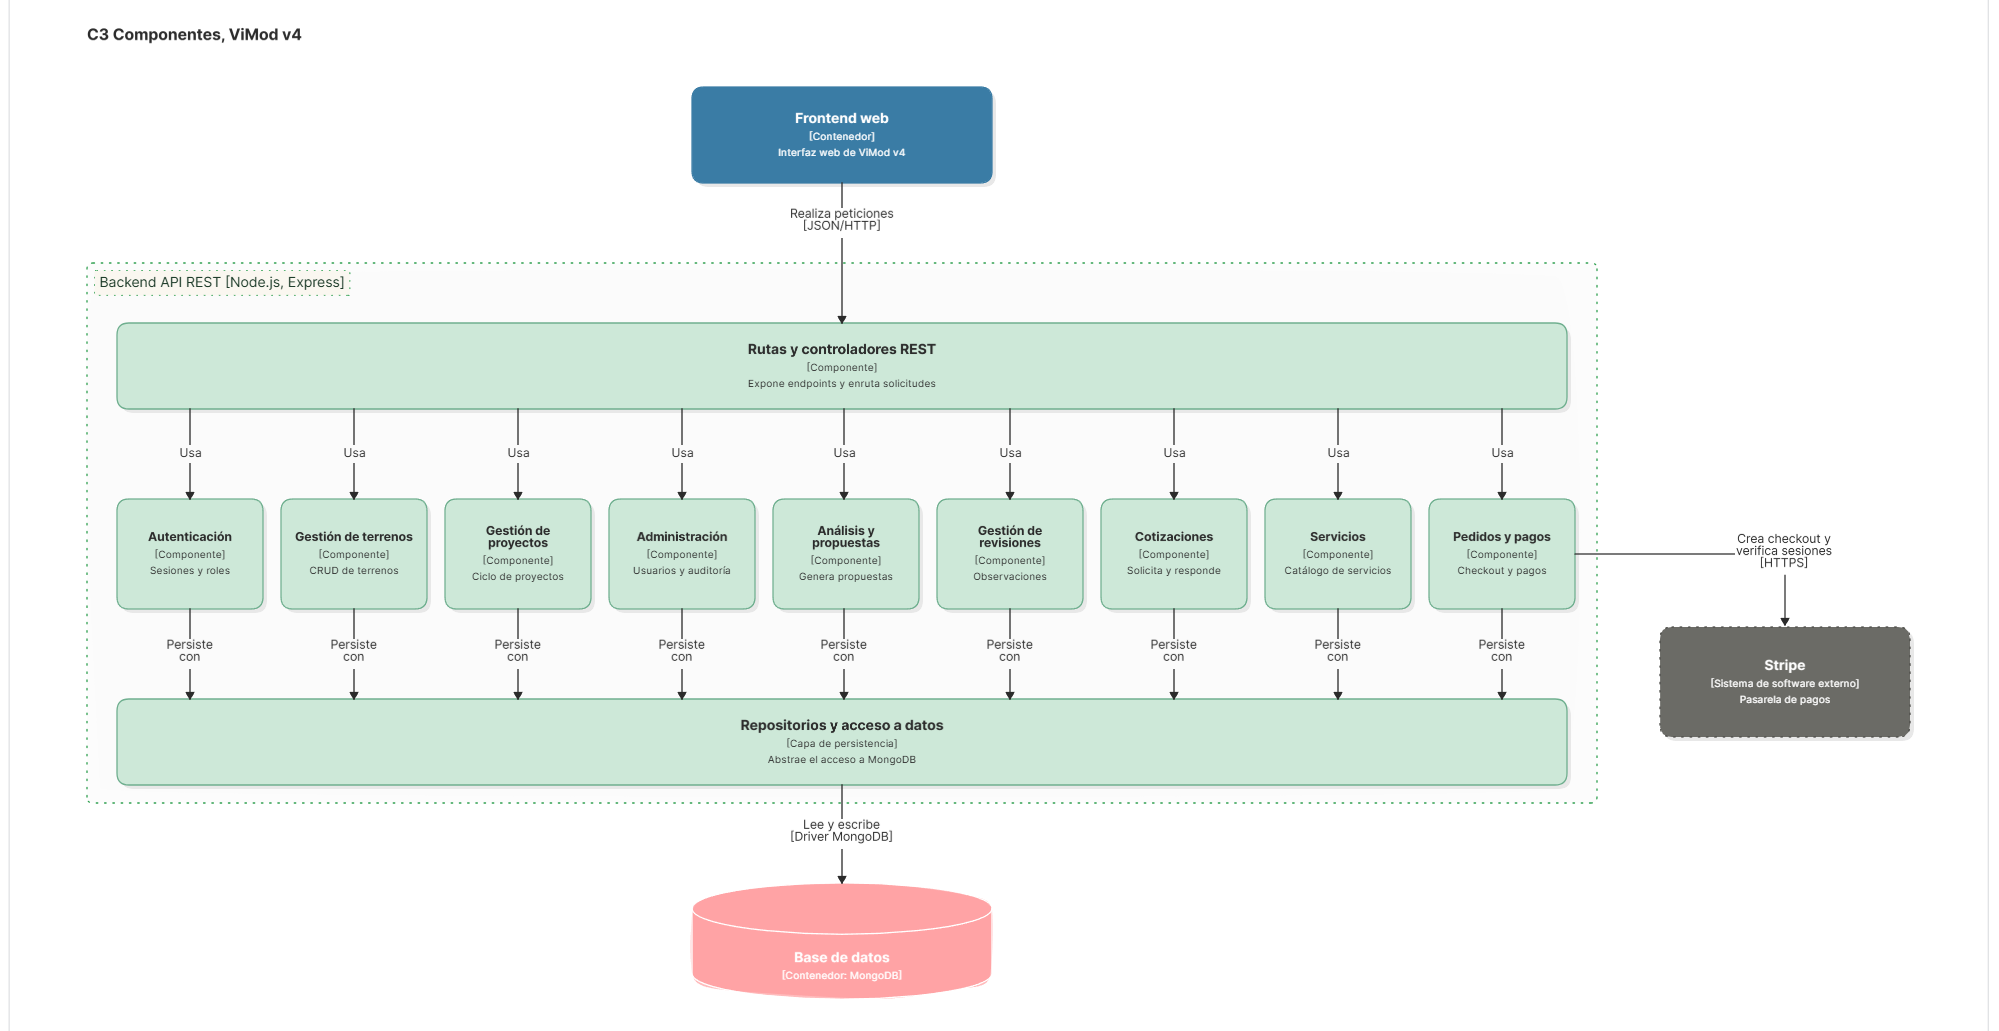 C3 Componentes, ViMod v4
Frontend web
[Contenedor]
Interfaz web de ViMod v4
Realiza peticiones
[JSON/HTTP]
Backend API REST [Node.js, Express]
Rutas y controladores REST
[Componente]
Expone endpoints y enruta solicitudes
Usa
Usa
Usa
Usa
Usa
Usa
Usa
Usa
Usa
Autenticación
[Componente]
Sesiones y roles
Gestión de terrenos
[Componente]
CRUD de terrenos
Gestión de
proyectos
[Componente]
Ciclo de proyectos
Administración
[Componente]
Usuarios y auditoría
Análisis y
propuestas
[Componente]
Genera propuestas
Gestión de
revisiones
[Componente]
Observaciones
Cotizaciones
[Componente]
Solicita y responde
Servicios
[Componente]
Catálogo de servicios
Pedidos y pagos
[Componente]
Checkout y pagos
Crea checkout y
verifica sesiones
[HTTPS]
Stripe
[Sistema de software externo]
Pasarela de pagos
Persiste
con
Persiste
con
Persiste
con
Persiste
con
Persiste
con
Persiste
con
Persiste
con
Persiste
con
Persiste
con
Repositorios y acceso a datos
[Capa de persistencia]
Abstrae el acceso a MongoDB
Lee y escribe
[Driver MongoDB]
Base de datos
[Contenedor: MongoDB]